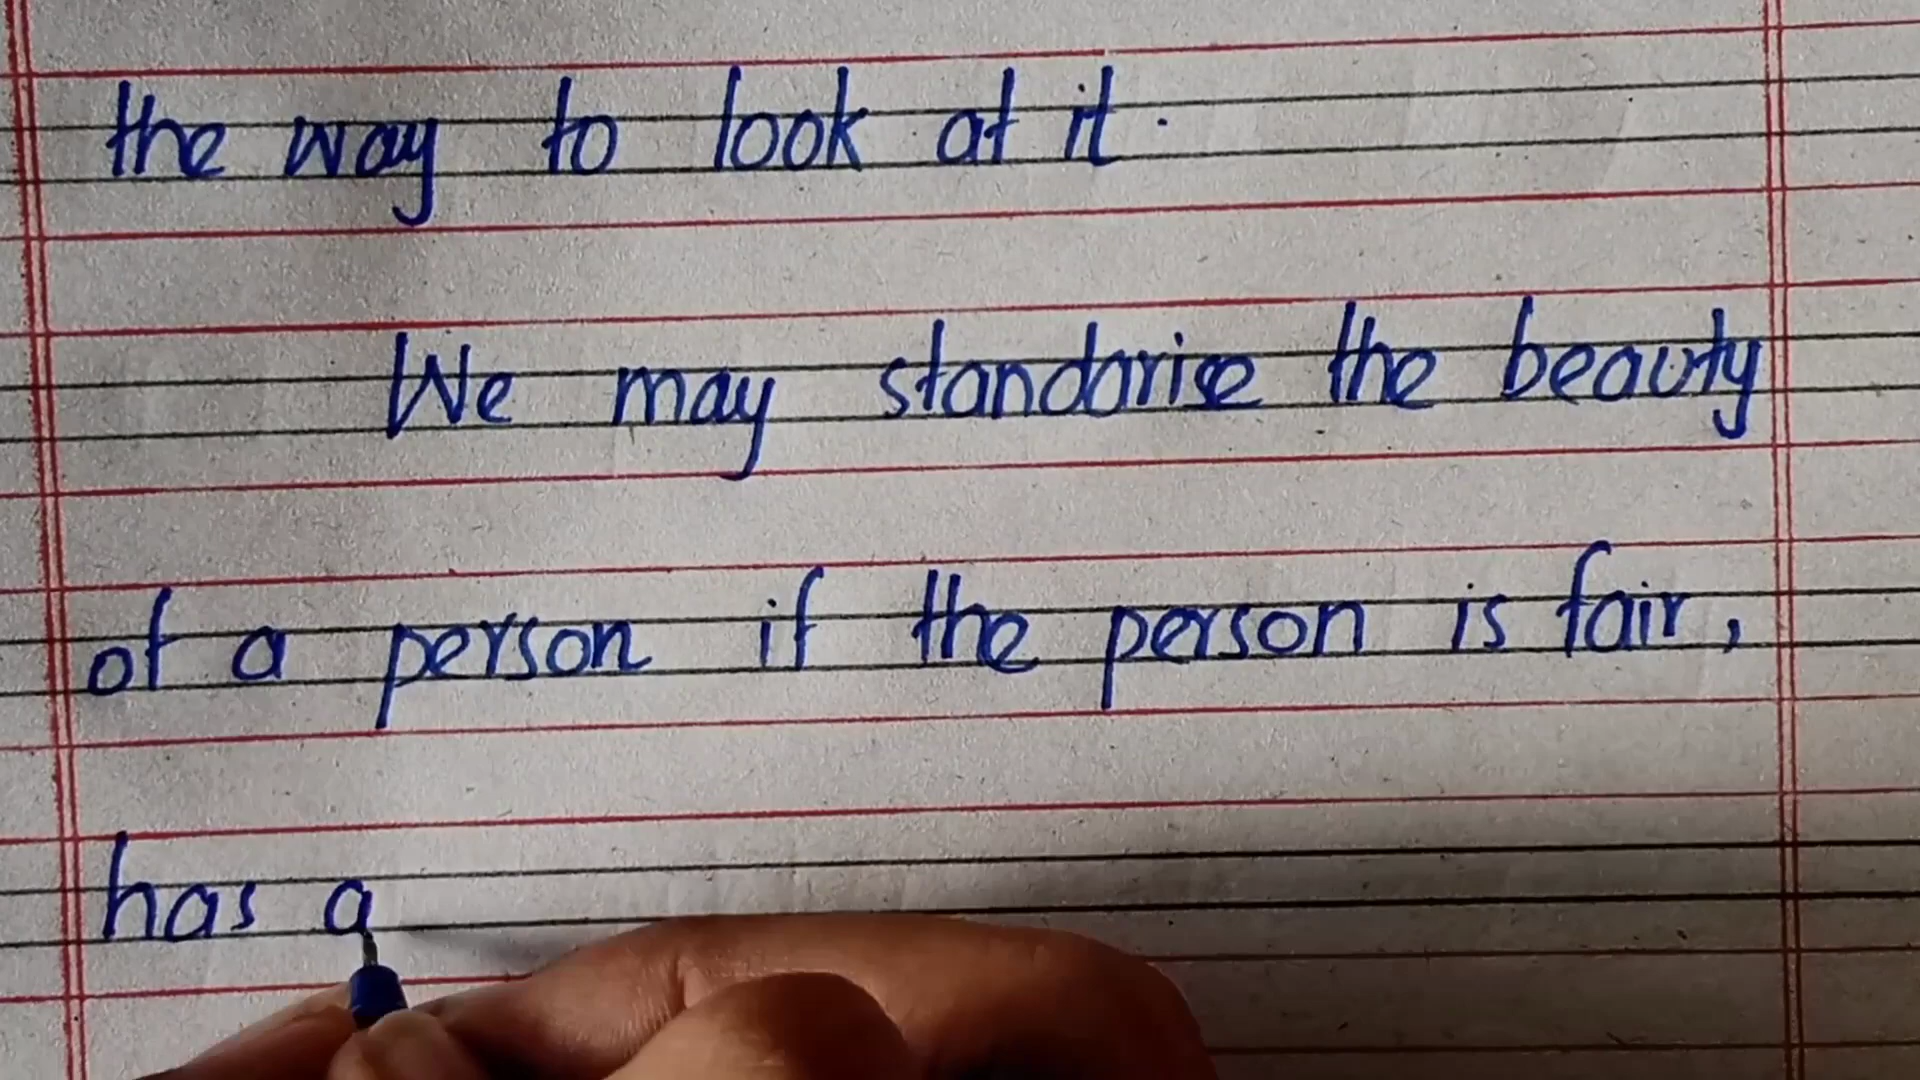 the way to look at it.
We may standarise the beauty
of a person if the person is fair,
has a